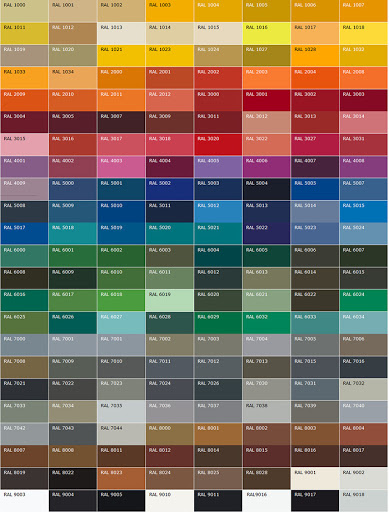 RAL 1000 RAL 1001 RAL 1002 RAL 1003 RAL 1004 RAL 1005 RAL 1006 RAL 1007
RAL 1011 RAL 1012 RAL 1013 RAL 1014 RAL 1015 RAL 1016 RAL 1017 RAL 1018
RAL 1019 RAL 1020 RAL 1021 RAL 1023 RAL 1024 RAL 1027 RAL 1028 RAL 1032
RAL 1033 RAL 1034 RAL 2000 RAL 2001 RAL 2002 RAL 2003 RAL 2004 RAL 2008
RAL 2009 RAL 2010 RAL 2011 RAL 2012 RAL 3000 RAL 3001 RAL 3002 RAL 3003
RAL 3004 RAL 3005 RAL 3007 RAL 3009 RAL 3011 RAL 3012 RAL 3013 RAL 3014
RAL 3015 RAL 3016 RAL 3017 RAL 3018 RAL 3020 RAL 3022 RAL 3027 RAL 3031
RAL 4001 RAL 4002 RAL 4003 RAL 4004 RAL 4005 RAL 4006 RAL 4007 RAL 4008
RAL 4009 RAL 5000 RAL 5001 RAL 5002 RAL 5003 RAL 5004 RAL 5005 RAL 5007
RAL 5008 RAL 5009 RAL 5010 RAL 5011 RAL 5012 RAL 5013 RAL 5014 RAL 5015
RAL 5017 RAL 5018 RAL 5019 RAL 5020 RAL 5021 RAL 5022 RAL 5023 RAL 5024
RAL 6000 RAL 6001 RAL 6002 RAL 6003 RAL 6004 RAL 6005 RAL 6006 RAL 6007
RAL 6008 RAL 6009 RAL 6010 RAL 6011 RAL 6012 RAL 6013 RAL 6014 RAL 6015
RAL 6016 RAL 6017 RAL 6018 RAL 6019 RAL 6020 RAL 6021 RAL 6022 RAL 6024
RAL 6025 RAL 6026 RAL 6027 RAL 6028 RAL 6029 RAL 6032 RAL 6033 RAL 6034
RAL 7000 RAL 7001 RAL 7001 RAL 7002 RAL 7003 RAL 7004 RAL 7005 RAL 7006
RAL 7008 RAL 7009 RAL 7010 RAL 7011 RAL 7012 RAL 7013 RAL 7015 RAL 7016
RAL 7021 RAL 7022 RAL 7023 RAL 7024 RAL 7026 RAL 7030 RAL 7031 RAL 7032
RAL 7033 RAL 7034 RAL 7035 RAL 7036 RAL 7037 RAL 7038 RAL 7039 RAL 7040
RAL 7042 RAL 7043 RAL 7044 RAL 8000 RAL 8001 RAL 8002 RAL 8003 RAL 8004
RAL 8007 RAL 8008 RAL 8011 RAL 8012 RAL 8014 RAL 8015 RAL 8016 RAL 8017
RAL 8019 RAL 8022 RAL 8023 RAL 8024 RAL 8025 RAL 8028 RAL 9001 RAL 9002
RAL 9003 RAL 9004 RAL 9005 RAL 9010 RAL 9011 RAL9016 RAL 9017 RAL 9018